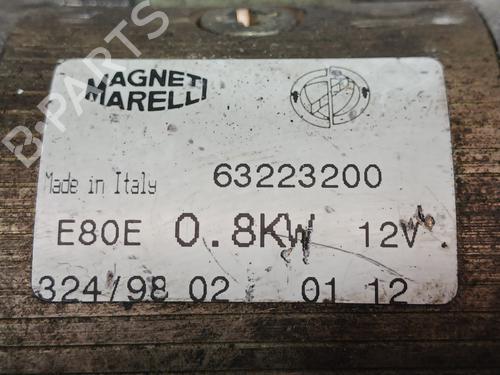 MAGNETI
MARELLI
Made in Italy 63223200
E80E 0.8KW 12V
324/98 02 01 12
B-PARTS